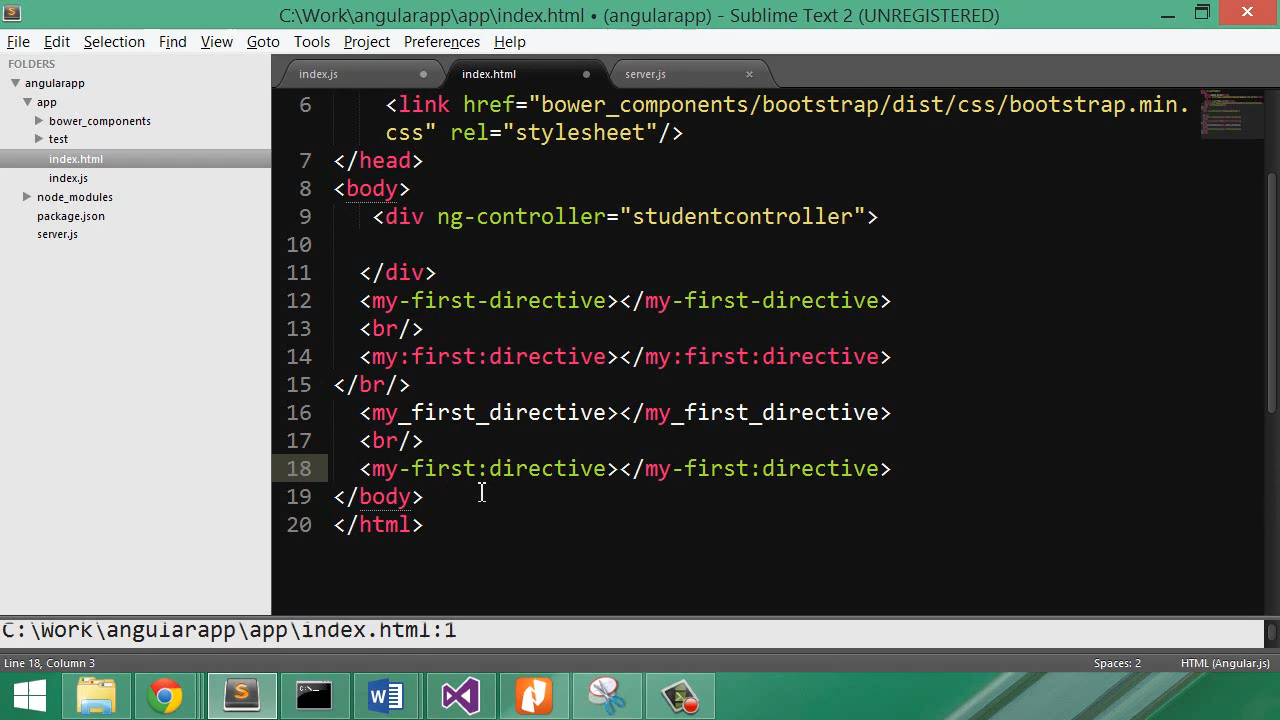 C:\Work\angularapp\app\index.html • (angularapp) - Sublime Text 2 (UNREGISTERED)
File Edit Selection Find View Goto Tools Project Preferences Help
FOLDERS
angularapp
app
bower_components
test
index.html
index.js
node_modules
package.json
server.js
index.js index.html server.js
6 <link href="bower_components/bootstrap/dist/css/bootstrap.min.
css" rel="stylesheet"/>
7 </head>
8 <body>
9 <div ng-controller="studentcontroller">
10
11 </div>
12 <my-first-directive></my-first-directive>
13 <br/>
14 <my:first:directive></my:first:directive>
15 </br/>
16 <my_first_directive></my_first_directive>
17 <br/>
18 <my-first:directive></my-first:directive>
19 </body>
20 </html>
C:\Work\angularapp\app\index.html:1
Line 18, Column 3 Spaces: 2 HTML (Angular.js)